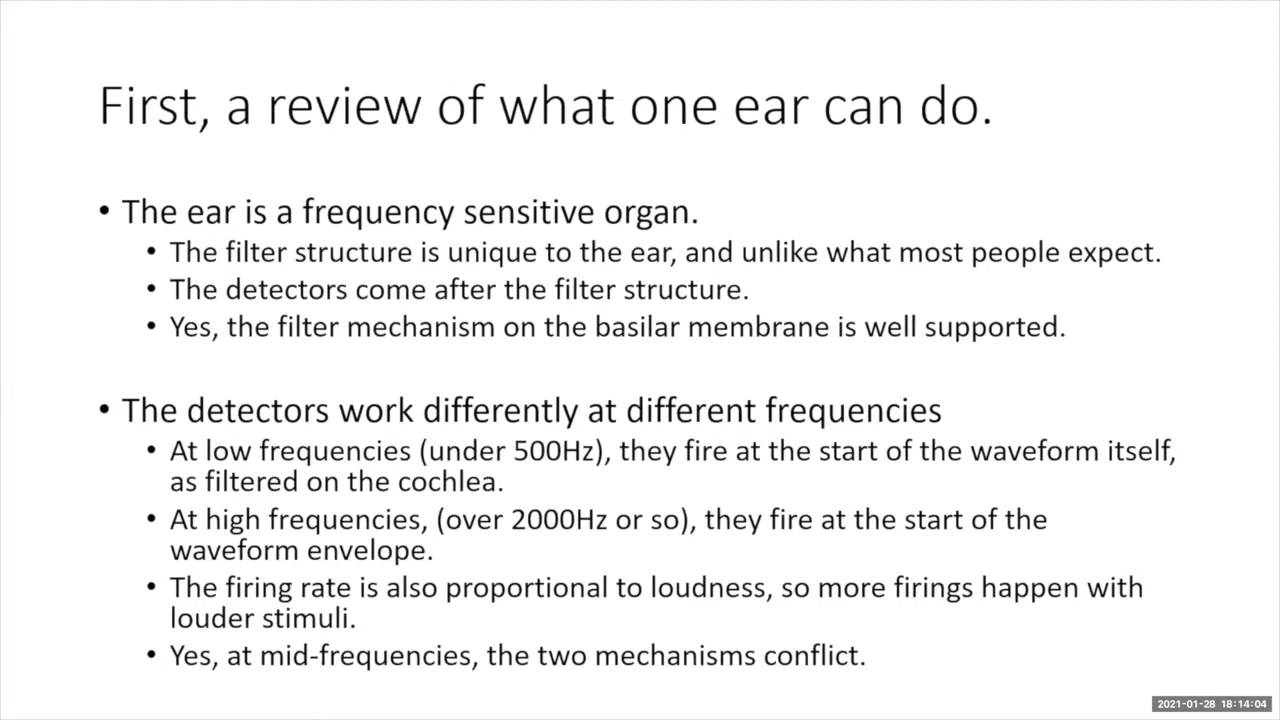 First, a review of what one ear can do.
• The ear is a frequency sensitive organ.
• The filter structure is unique to the ear, and unlike what most people expect.
• The detectors come after the filter structure.
• Yes, the filter mechanism on the basilar membrane is well supported.
• The detectors work differently at different frequencies
• At low frequencies (under 500Hz), they fire at the start of the waveform itself,
as filtered on the cochlea.
• At high frequencies, (over 2000Hz or so), they fire at the start of the
waveform envelope.
• The firing rate is also proportional to loudness, so more firings happen with
louder stimuli.
• Yes, at mid-frequencies, the two mechanisms conflict.
2021-01-28 18:14:04